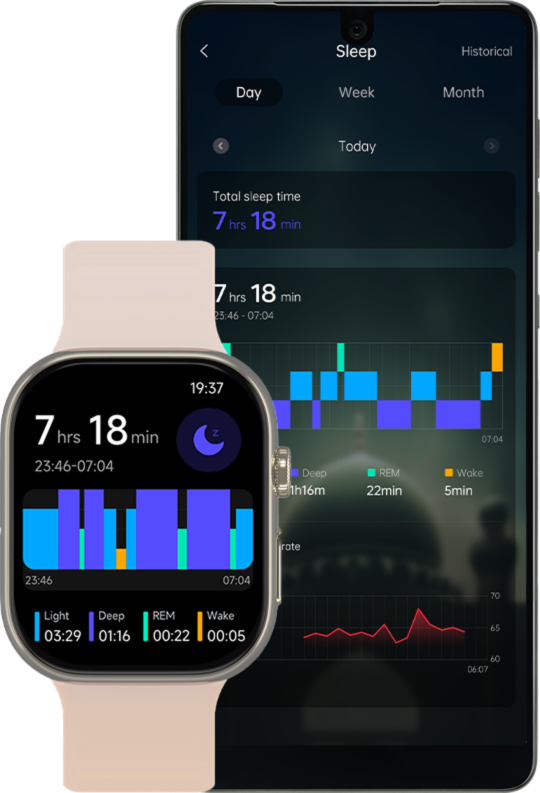 Sleep
Historical
Day
Week
Month
Today
Total sleep time
7 hrs 18 min
7 hrs 18 min
23:46 - 07:04
07:04
Deep
REM
Wake
1h16m
22min
5min
70
65
60
06:07
19:37
7 hrs 18 min
z
23:46-07:04
23:46
07:04
Light
Deep
REM
Wake
03:29
01:16
00:22
00:05